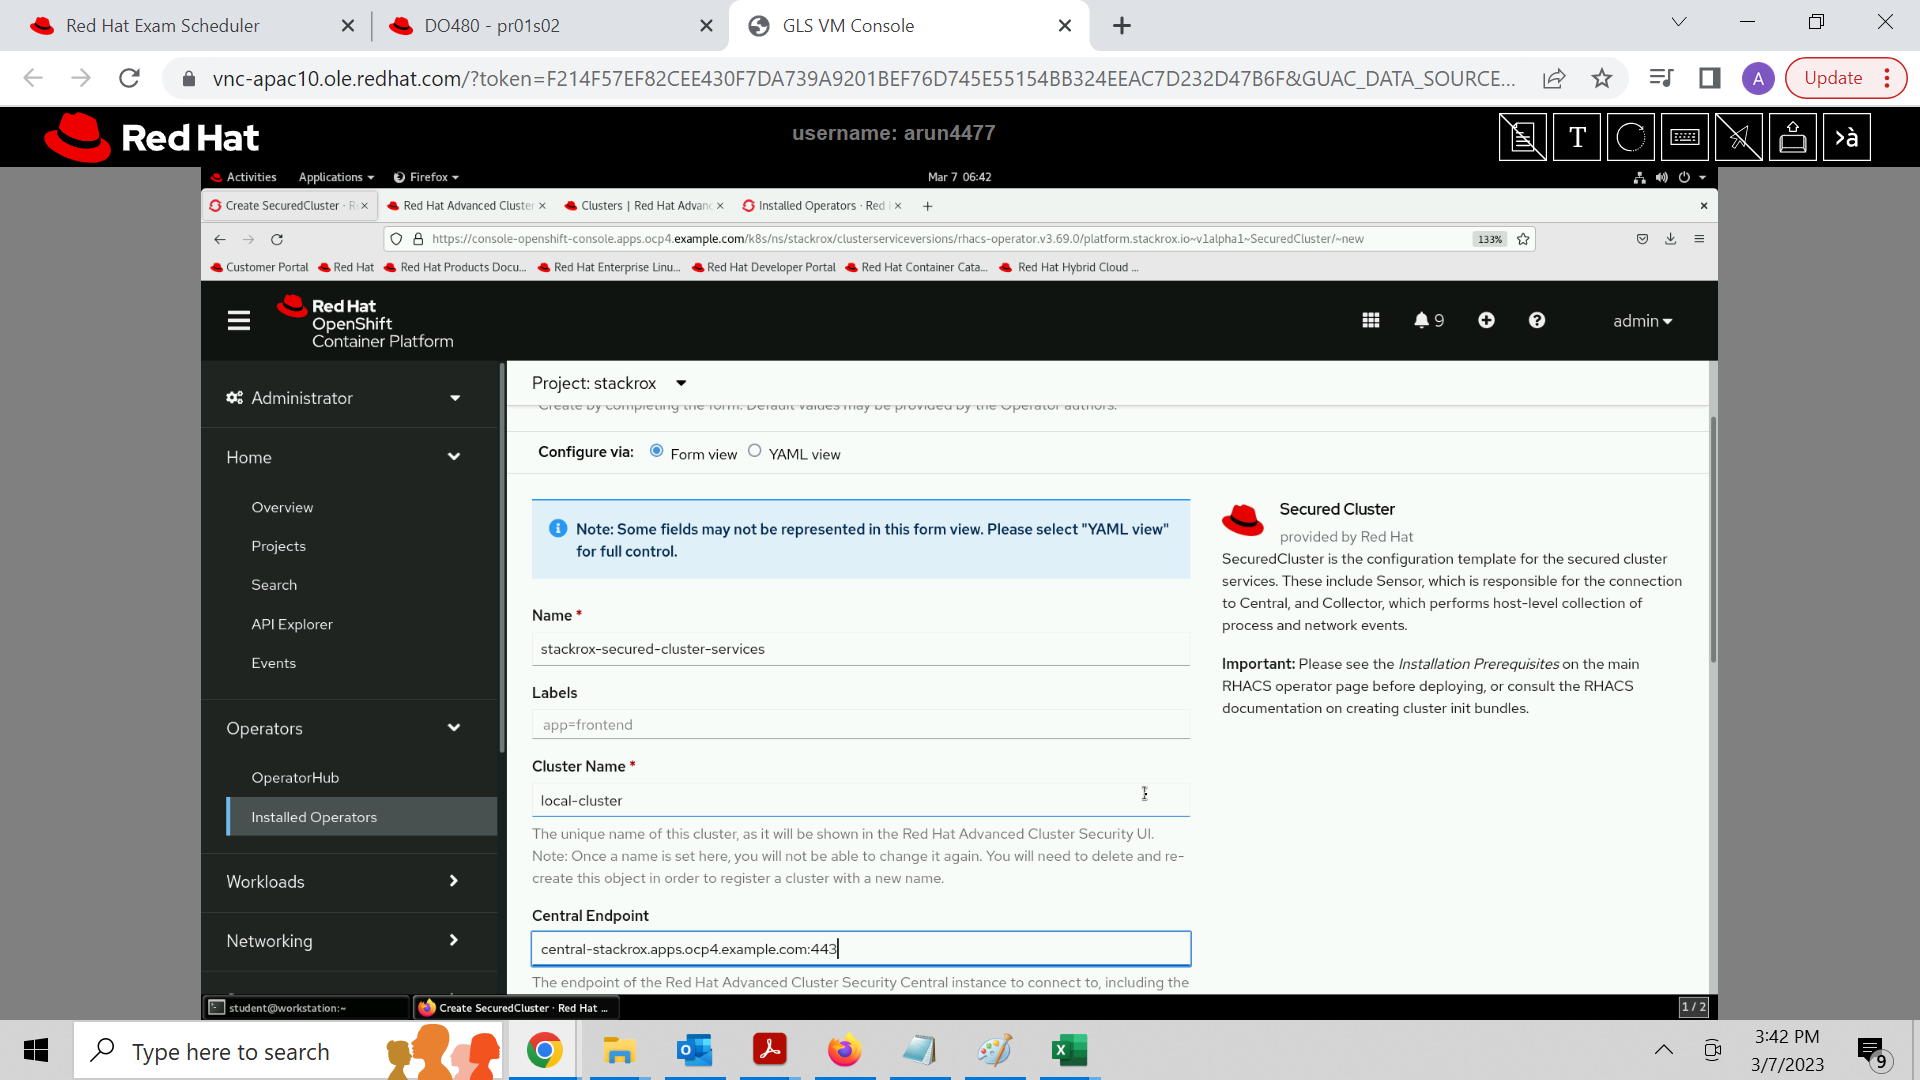 Red Hat Exam Scheduler
DO480 - pr01s02
GLS VM Console
vnc-apac10.ole.redhat.com/?token=F214F57EF82CEE430F7DA739A9201BEF76D745E55154BB324EEAC7D232D47B6F&GUAC_DATA_SOURCE...
A
Update
Red Hat
username: arun4477
T
>à
Activities
Applications
Firefox
Mar 7 06:42
Create SecuredCluster · R
Red Hat Advanced Cluster
Clusters | Red Hat Advan
Installed Operators · Red
https://console-openshift-console.apps.ocp4.example.com/k8s/ns/stackrox/clusterserviceversions/rhacs-operator.v3.69.0/platform.stackrox.io~v1alpha1~SecuredCluster/~new
133%
Customer Portal
Red Hat
Red Hat Products Docu...
Red Hat Enterprise Linu...
Red Hat Developer Portal
Red Hat Container Cata...
Red Hat Hybrid Cloud ...
Red Hat
OpenShift
Container Platform
9
admin
Administrator
Home
Overview
Projects
Search
API Explorer
Events
Operators
OperatorHub
Installed Operators
Workloads
Networking
Project: stackrox
Create by completing the form. Default values may be provided by the Operator authors.
Configure via:
Form view
YAML view
Note: Some fields may not be represented in this form view. Please select "YAML view"
for full control.
Name *
stackrox-secured-cluster-services
Labels
app=frontend
Cluster Name *
local-cluster
The unique name of this cluster, as it will be shown in the Red Hat Advanced Cluster Security UI.
Note: Once a name is set here, you will not be able to change it again. You will need to delete and re-
create this object in order to register a cluster with a new name.
Central Endpoint
central-stackrox.apps.ocp4.example.com:443
The endpoint of the Red Hat Advanced Cluster Security Central instance to connect to, including the
Secured Cluster
provided by Red Hat
SecuredCluster is the configuration template for the secured cluster
services. These include Sensor, which is responsible for the connection
to Central, and Collector, which performs host-level collection of
process and network events.
Important: Please see the Installation Prerequisites on the main
RHACS operator page before deploying, or consult the RHACS
documentation on creating cluster init bundles.
student@workstation:~
Create SecuredCluster · Red Hat ...
1 / 2
Type here to search
3:42 PM
3/7/2023
9